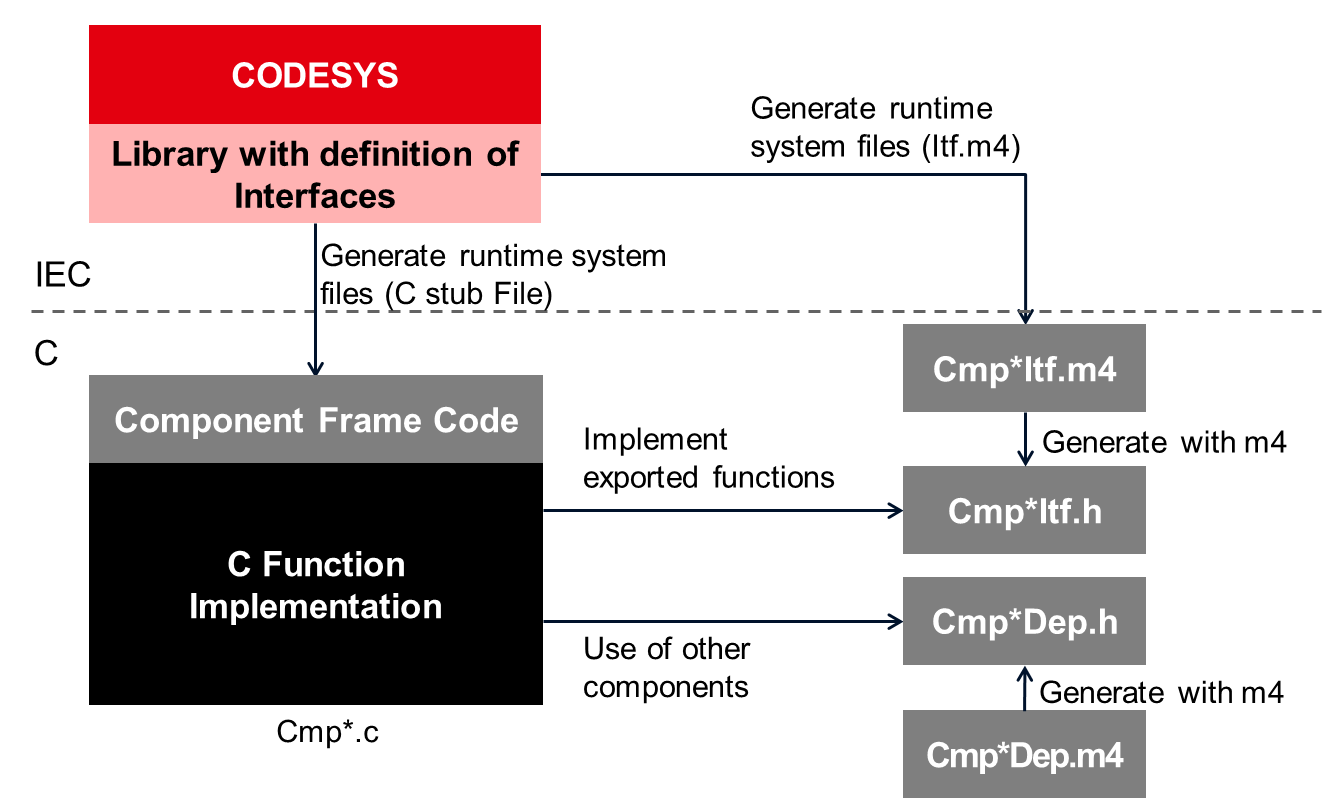 CODESYS
Library with definition of
Interfaces
Generate runtime
system files (Itf.m4)
Generate runtime system
files (C stub File)
IEC
C
Component Frame Code
C Function
Implementation
Cmp*.c
Implement
exported functions
Use of other
components
Cmp*Itf.m4
Generate with m4
Cmp*Itf.h
Cmp*Dep.h
Generate with m4
Cmp*Dep.m4